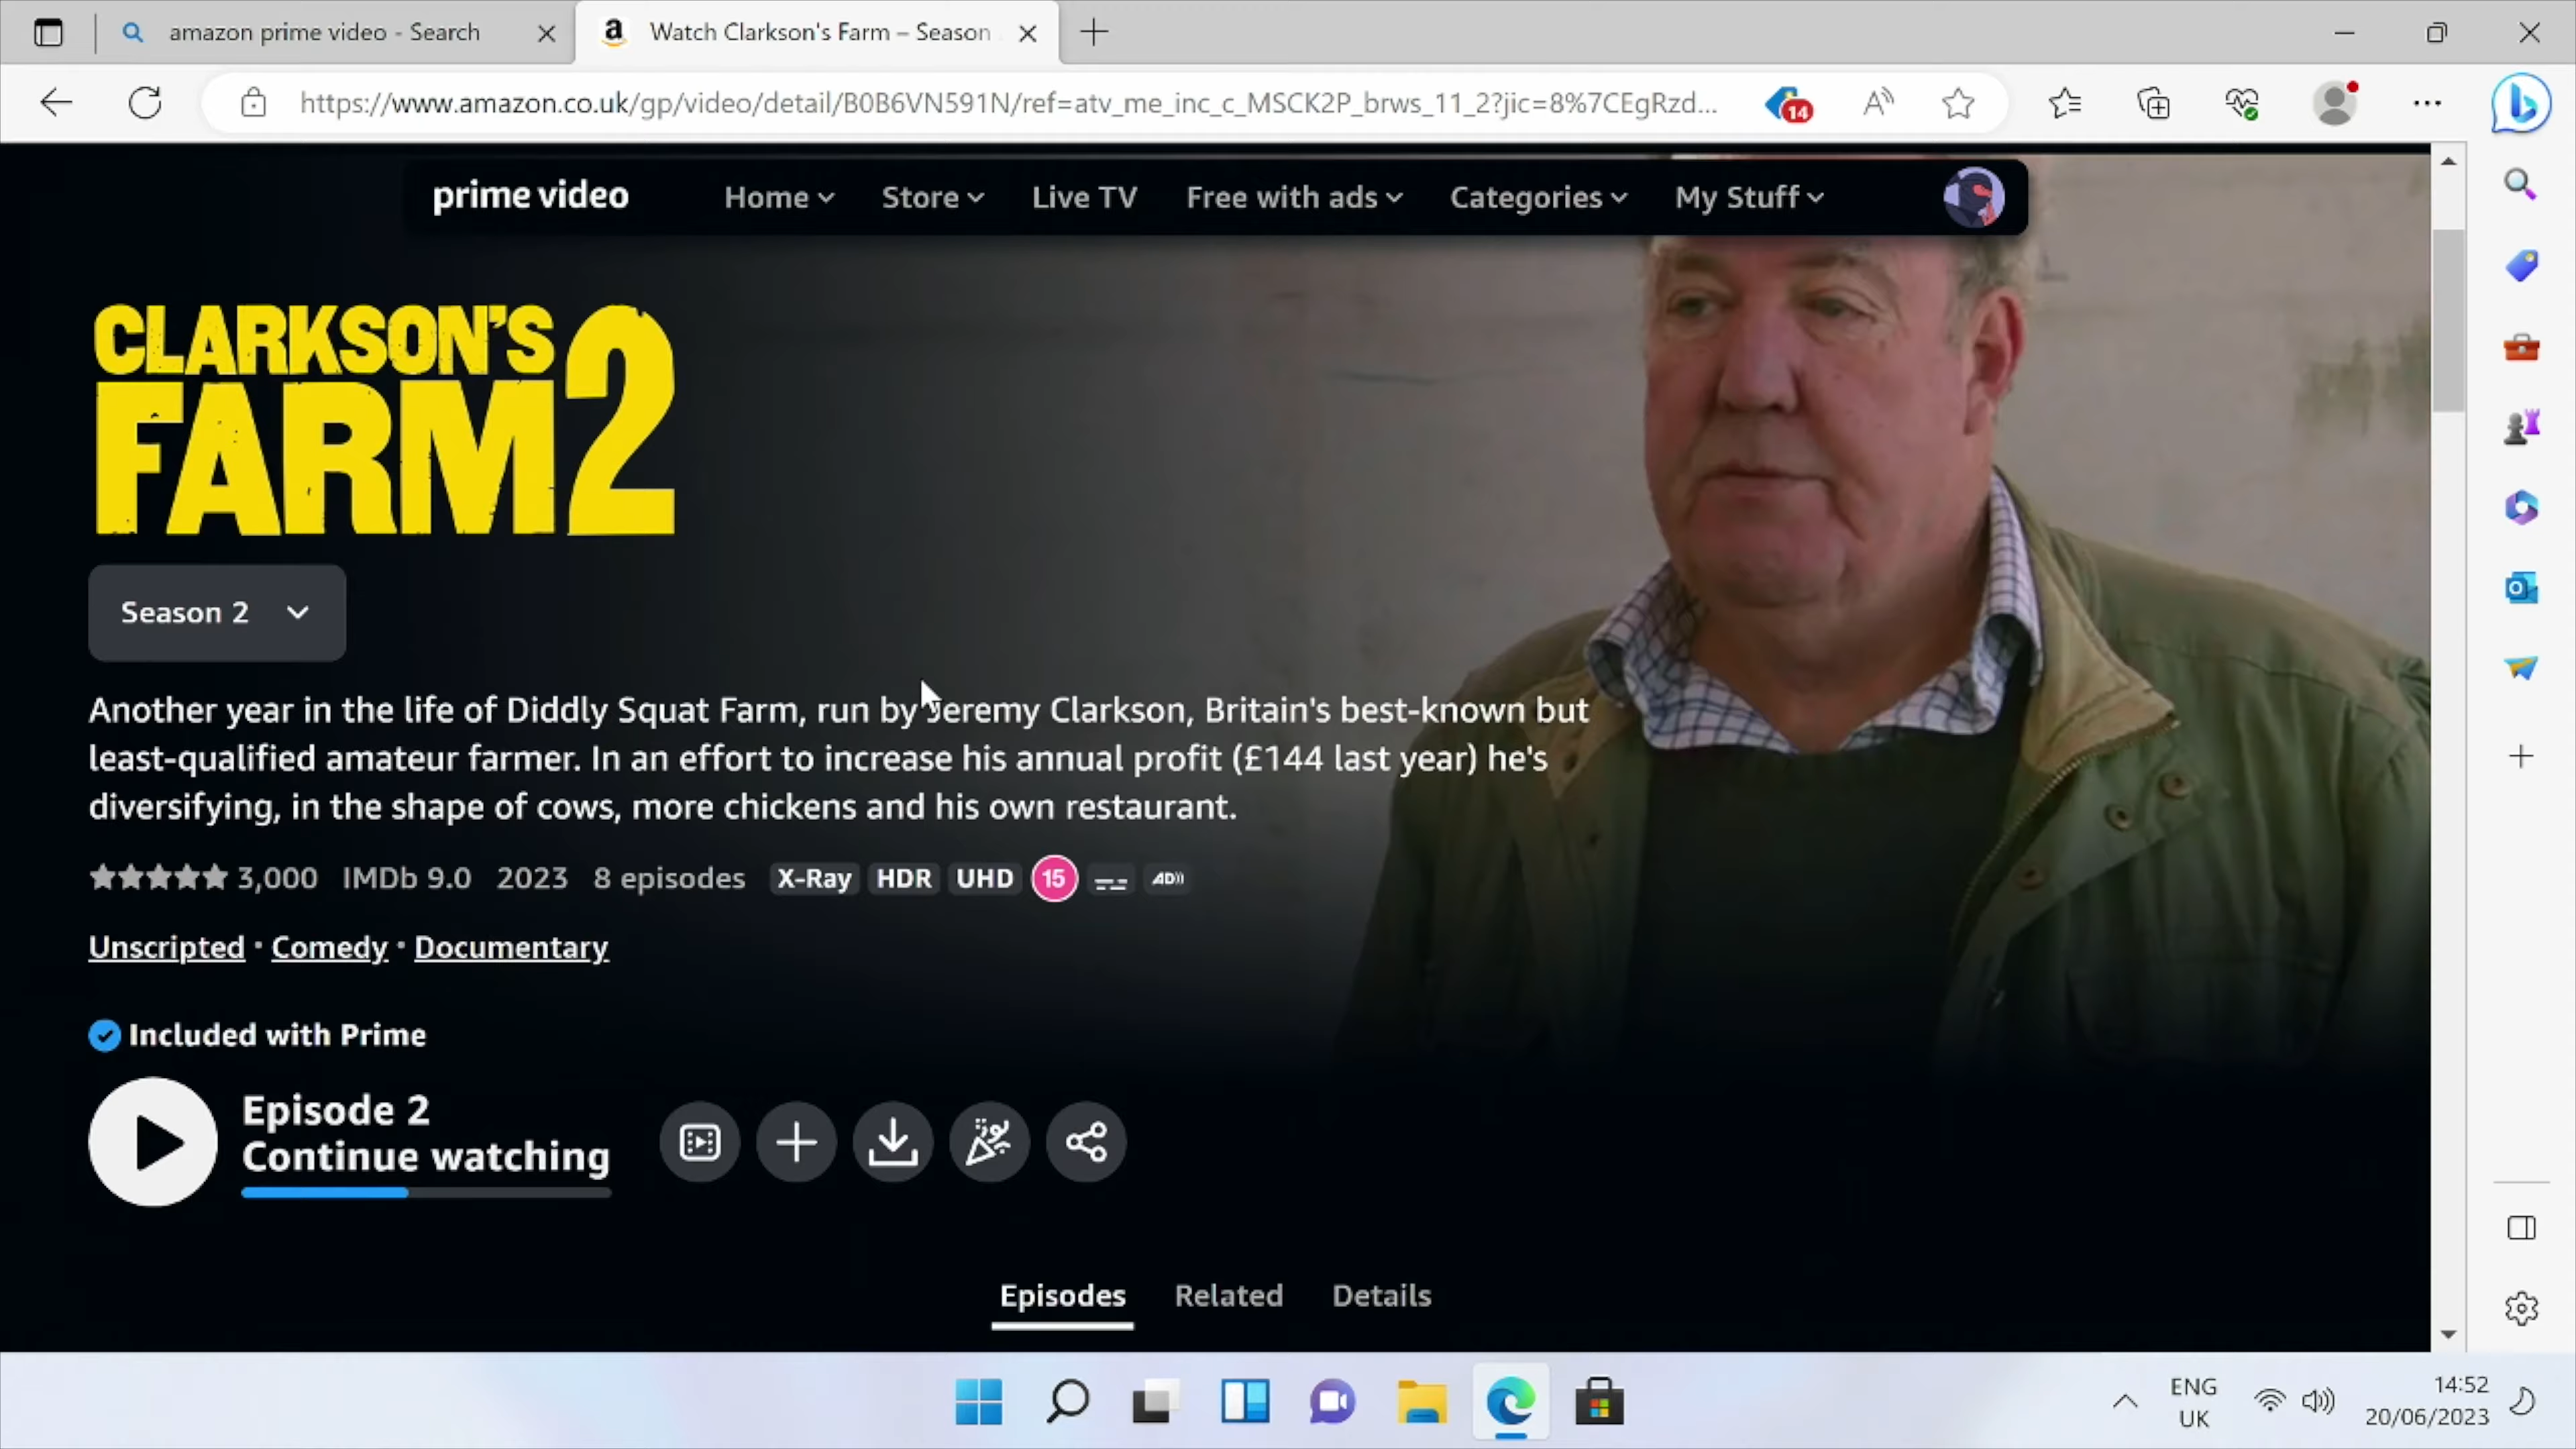 amazon prime video - Search
Watch Clarkson's Farm – Season
https://www.amazon.co.uk/gp/video/detail/B0B6VN591N/ref=atv_me_inc_c_MSCK2P_brws_11_2?jic=8%7CEgRzd...
14
prime video
Home
Store
Live TV
Free with ads
Categories
My Stuff
CLARKSON'S
FARM 2
Season 2
Another year in the life of Diddly Squat Farm, run by Jeremy Clarkson, Britain's best-known but
least-qualified amateur farmer. In an effort to increase his annual profit (£144 last year) he's
diversifying, in the shape of cows, more chickens and his own restaurant.
3,000 IMDb 9.0 2023 8 episodes X-Ray HDR UHD 15 AD))
Unscripted · Comedy · Documentary
Included with Prime
Episode 2
Continue watching
Episodes
Related
Details
ENG
UK
14:52
20/06/2023